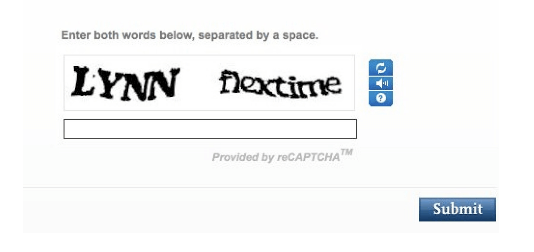 Enter both words below, separated by a space.
LYNN flextime
Provided by reCAPTCHA™
Submit